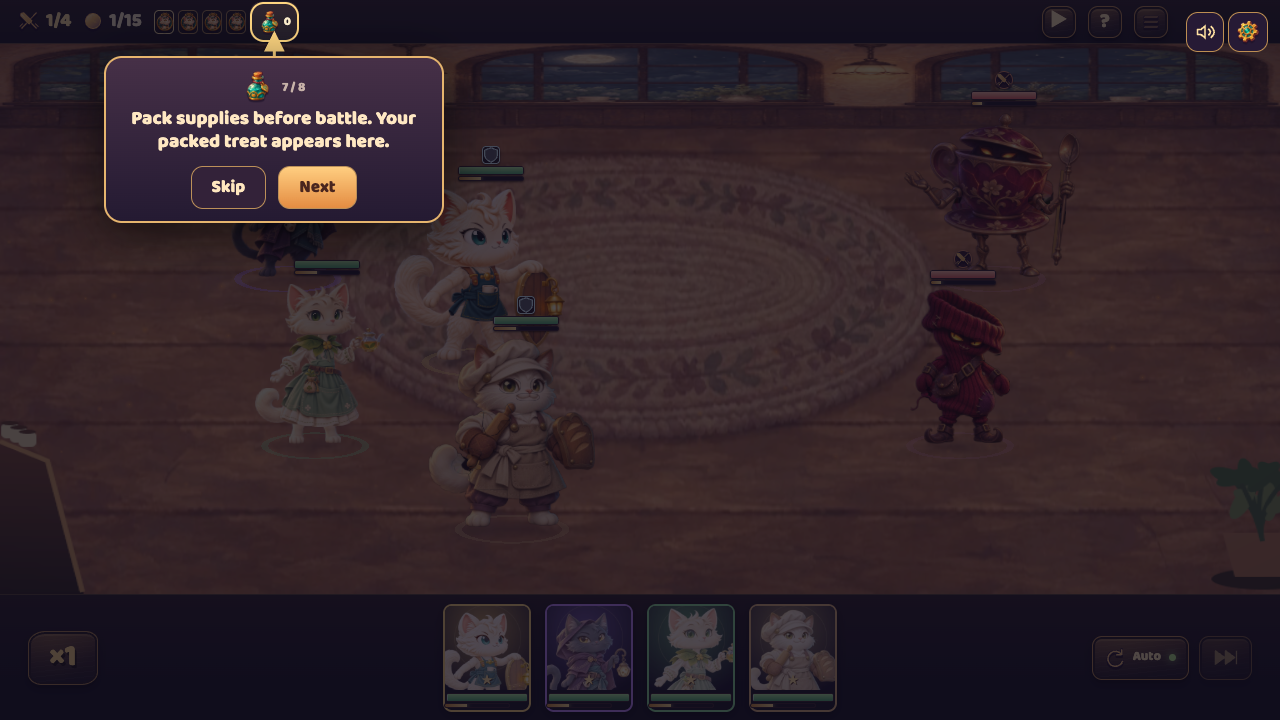 1/4 1/15 0
?
7/8
Pack supplies before battle. Your
packed treat appears here.
Skip Next
×1
Auto